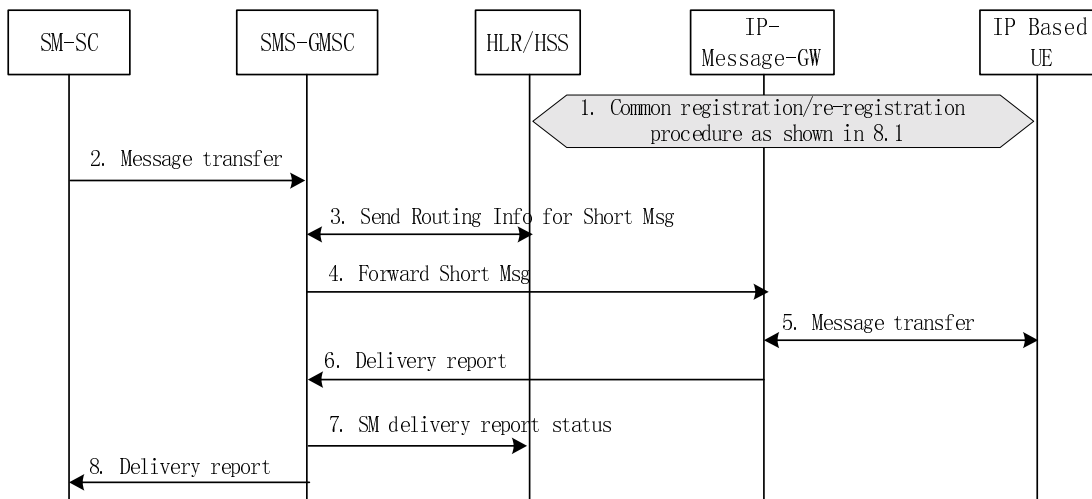 SM-SC
SMS-GMSC
HLR/HSS
IP-
Message-GW
IP Based
UE
1. Common registration/re-registration
procedure as shown in 8.1
2. Message transfer
3. Send Routing Info for Short Msg
4. Forward Short Msg
5. Message transfer
6. Delivery report
7. SM delivery report status
8. Delivery report